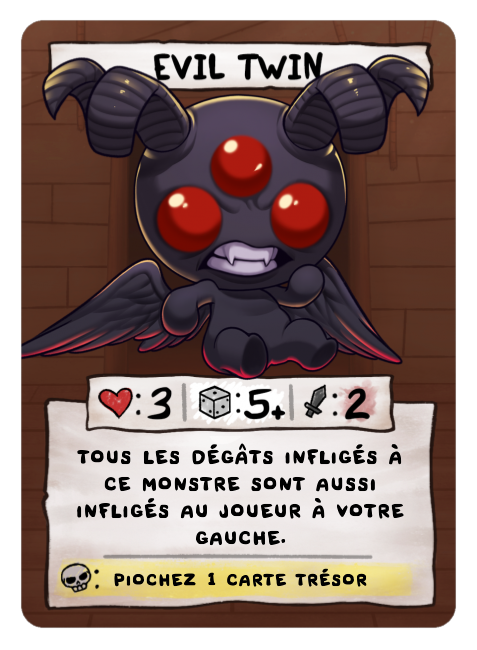 EVIL TWIN
:3 :5+ :2
TOUS LES DÉGÂTS INFLIGÉS À
CE MONSTRE SONT AUSSI
INFLIGÉS AU JOUEUR À VOTRE
GAUCHE.
: PIOCHEZ 1 CARTE TRÉSOR